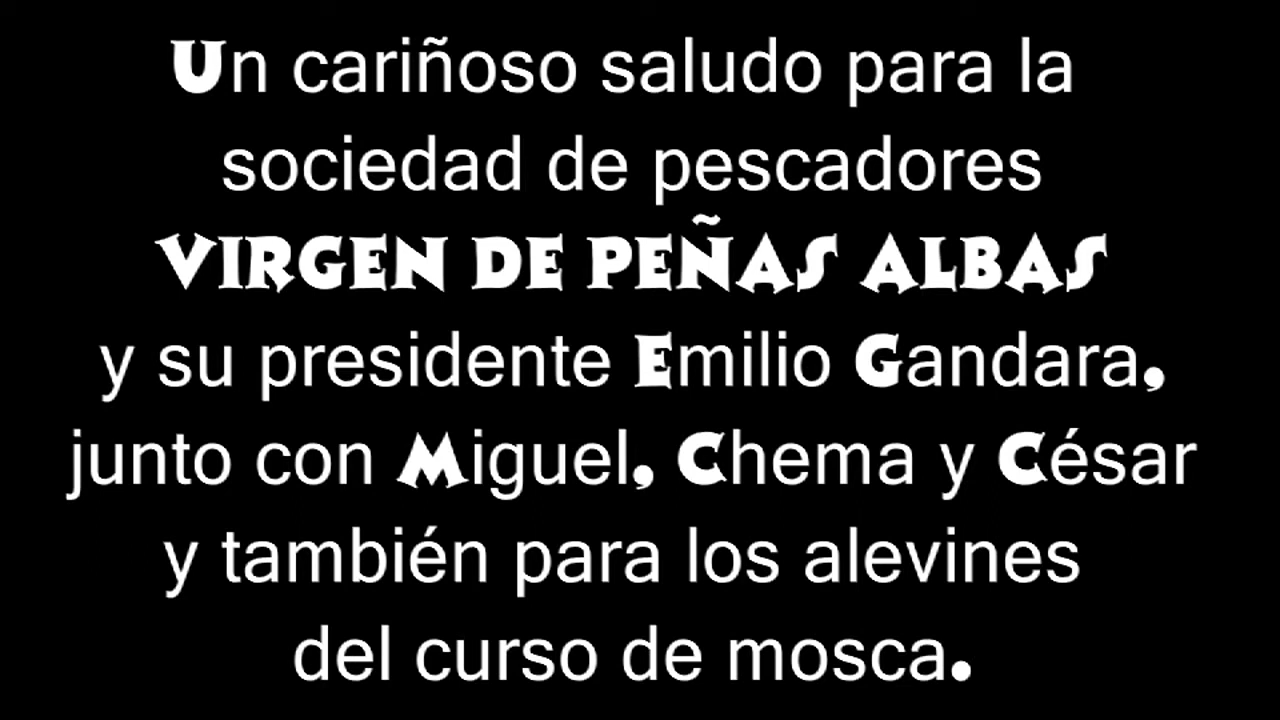 Un cariñoso saludo para la
sociedad de pescadores
VIRGEN DE PEÑAS ALBAS
y su presidente Emilio Gandara,
junto con Miguel, Chema y César
y también para los alevines
del curso de mosca.